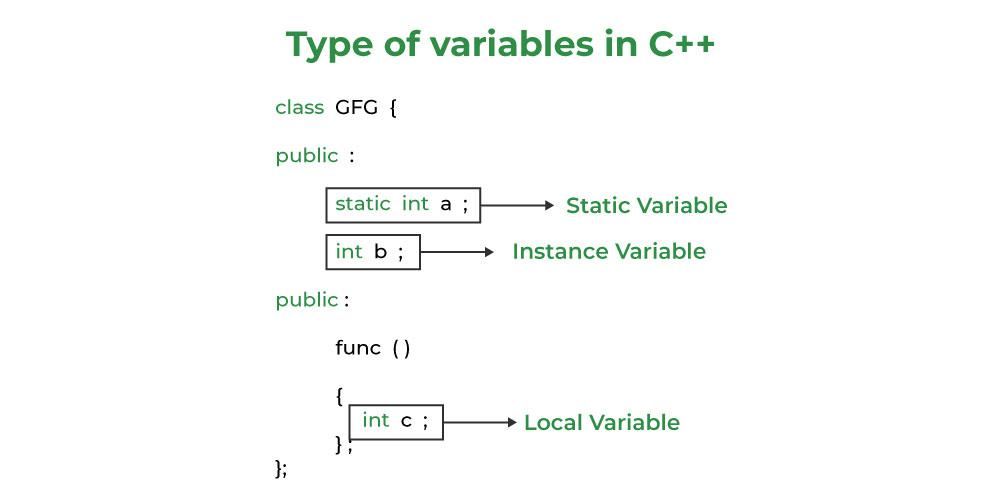 Type of variables in C++
class GFG {
public :
static int a ; Static Variable
int b ; Instance Variable
public :
func ()
{
int c ; Local Variable
} ;
};